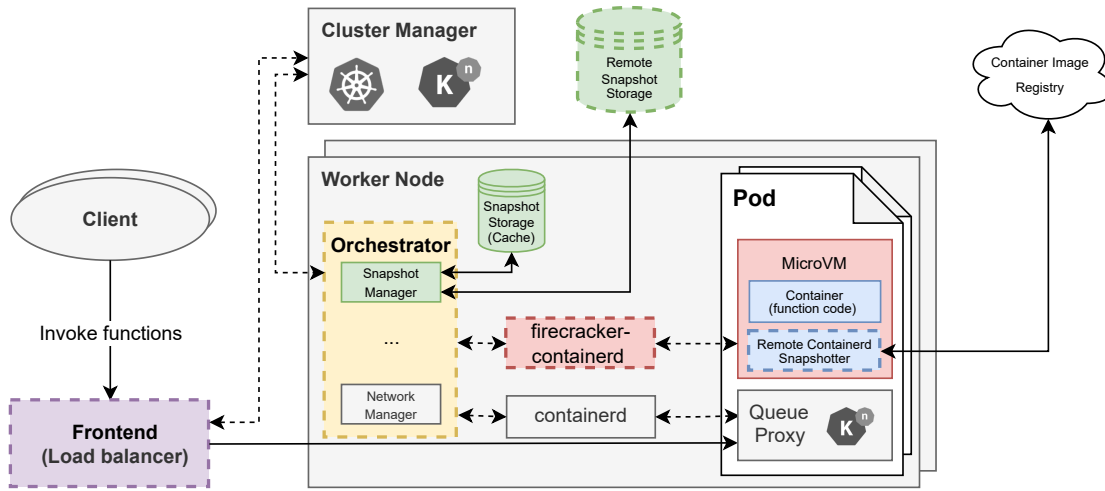 Cluster Manager
K
n
Remote
Snapshot
Storage
Container Image
Registry
Client
Invoke functions
Frontend
(Load balancer)
Worker Node
Snapshot
Storage
(Cache)
Orchestrator
Snapshot
Manager
...
Network
Manager
firecracker-
containerd
containerd
Pod
MicroVM
Container
(function code)
Remote Containerd
Snapshotter
Queue
Proxy
K
n